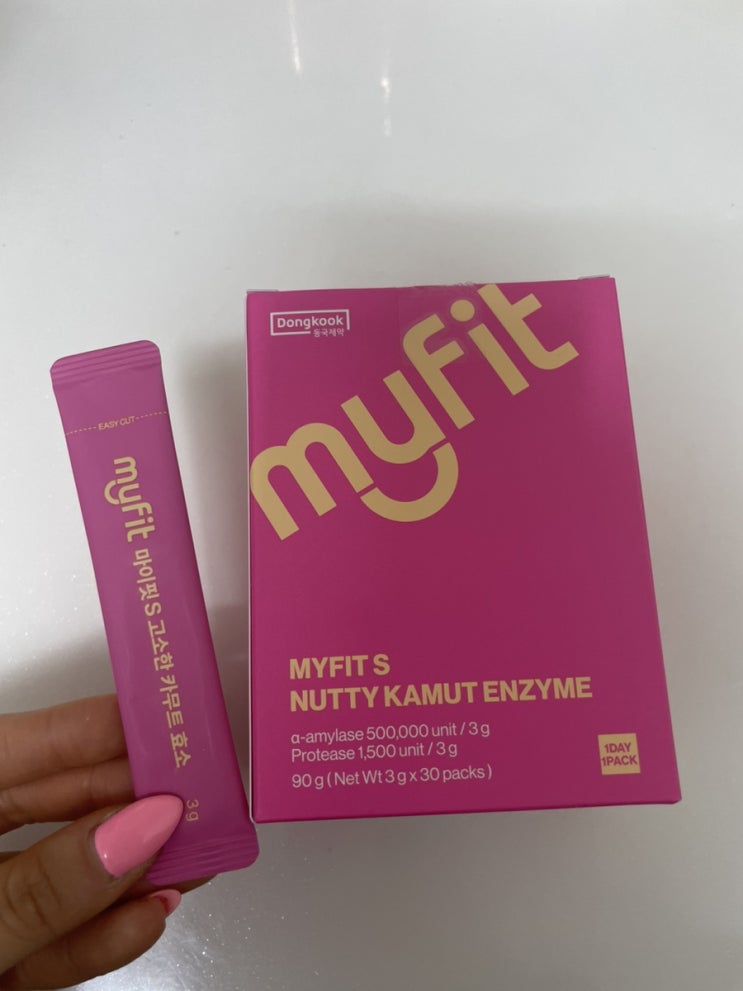 Dongkook
동국제약
myfit
MYFIT S
NUTTY KAMUT ENZYME
α-amylase 500,000 unit / 3 g
Protease 1,500 unit / 3 g
90 g ( Net Wt 3 g x 30 packs )
1DAY
1PACK
EASY CUT
myfit 마이핏 S 고소한 카무트 효소
3g